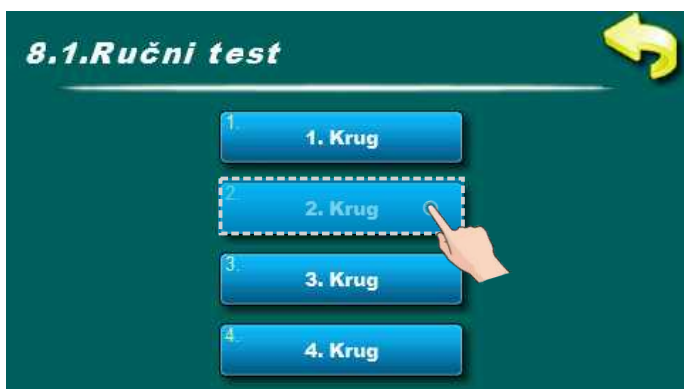 8.1.Ručni test
1.
1. Krug
2.
2. Krug
3.
3. Krug
4.
4. Krug